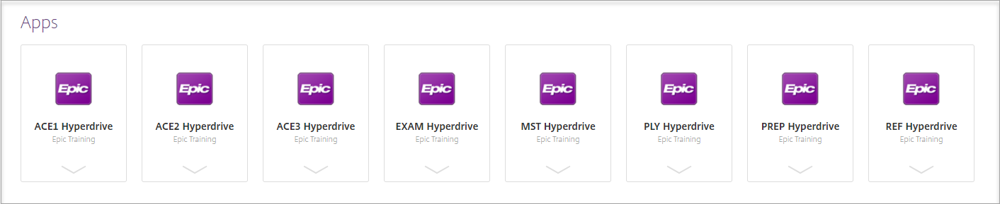 Apps
Epic Epic Epic Epic Epic Epic Epic Epic
ACE1 Hyperdrive ACE2 Hyperdrive ACE3 Hyperdrive EXAM Hyperdrive MST Hyperdrive PLY Hyperdrive PREP Hyperdrive REF Hyperdrive
Epic Training Epic Training Epic Training Epic Training Epic Training Epic Training Epic Training Epic Training